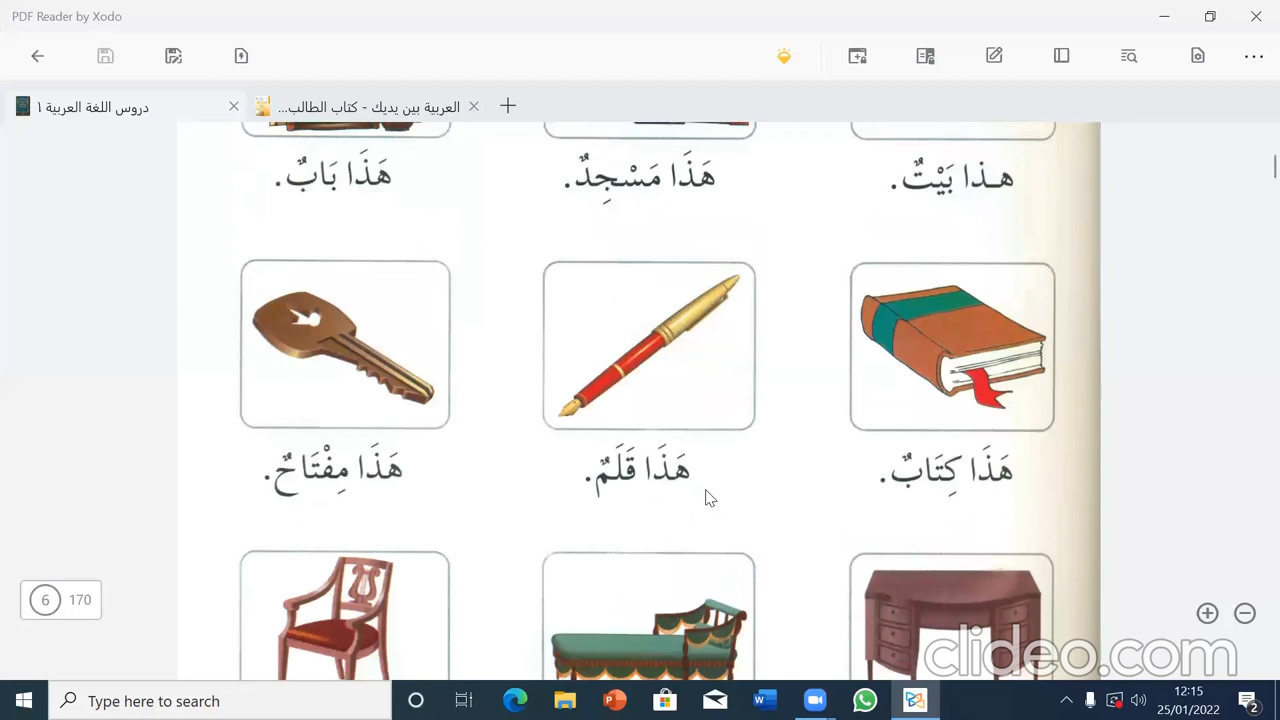 PDF Reader by Xodo
دروس اللغة العربية ١
العربية بين يديك - كتاب الطالب...
هـذا بَيْتٌ.
هَذَا مَسْجِدٌ.
هَذَا بَابٌ.
هَذَا كِتَابٌ.
هَذَا قَلَمٌ.
هَذَا مِفْتَاحٌ.
6 170
clideo.com
Type here to search
12:15
25/01/2022
2